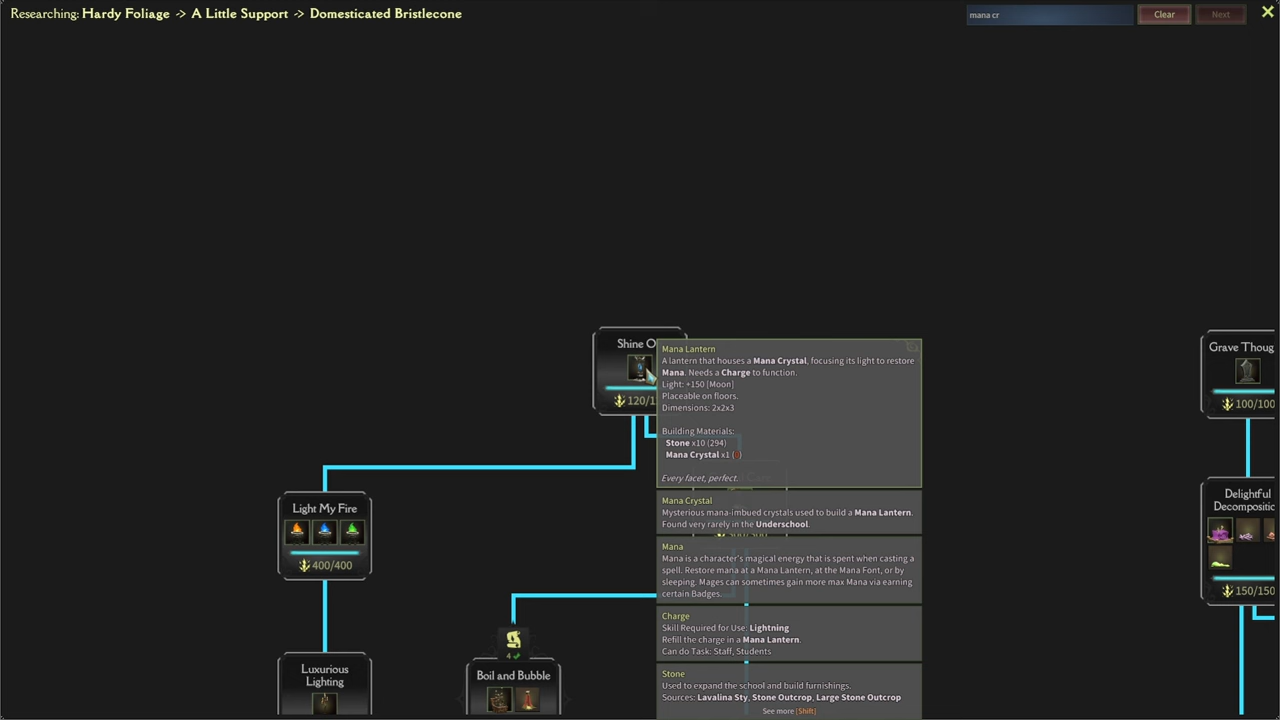 Researching: Hardy Foliage -> A Little Support -> Domesticated Bristlecone
mana cr
Clear
Next
Shine O
120/1
Mana Lantern
A lantern that houses a Mana Crystal, focusing its light to restore
Mana. Needs a Charge to function.
Light: +150 [Moon]
Placeable on floors.
Dimensions: 2x2x3
Building Materials:
Stone x10 (294)
Mana Crystal x1 (0)
Every facet, perfect.
Mana Crystal
Mysterious mana-imbued crystals used to build a Mana Lantern.
Found very rarely in the Underschool.
Mana
Mana is a character's magical energy that is spent when casting a
spell. Restore mana at a Mana Lantern, at the Mana Font, or by
sleeping. Mages can sometimes gain more max Mana via earning
certain Badges.
Charge
Skill Required for Use: Lightning
Refill the charge in a Mana Lantern.
Can do Task: Staff, Students
Stone
Used to expand the school and build furnishings.
Sources: Lavalina Sty, Stone Outcrop, Large Stone Outcrop
See more [Shift]
Grave Thoug
100/100
Light My Fire
400/400
Delightful
Decompositic
150/150
Luxurious
Lighting
4
Boil and Bubble